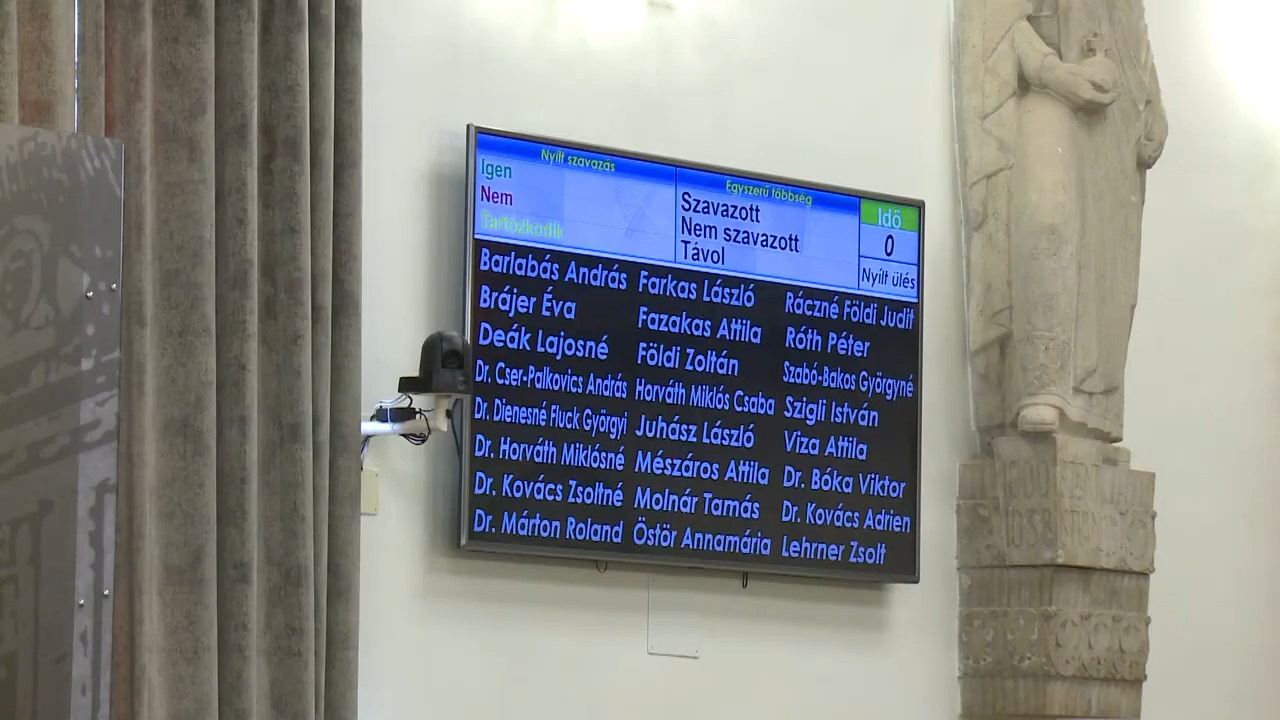 Nyílt szavazás
Igen
Nem
Tartózkodik
Egyszerű többség
Szavazott
Nem szavazott
Távol
Idő
0
Nyílt ülés
Barlabás András
Brájer Éva
Deák Lajosné
Dr. Cser-Palkovics András
Dr. Dienesné Fluck Györgyi
Dr. Horváth Miklósné
Dr. Kovács Zsoltné
Dr. Márton Roland
Farkas László
Fazakas Attila
Földi Zoltán
Horváth Miklós Csaba
Juhász László
Mészáros Attila
Molnár Tamás
Östör Annamária
Ráczné Földi Judit
Róth Péter
Szabó-Bakos Györgyné
Szigli István
Viza Attila
Dr. Bóka Viktor
Dr. Kovács Adrien
Lehrner Zsolt